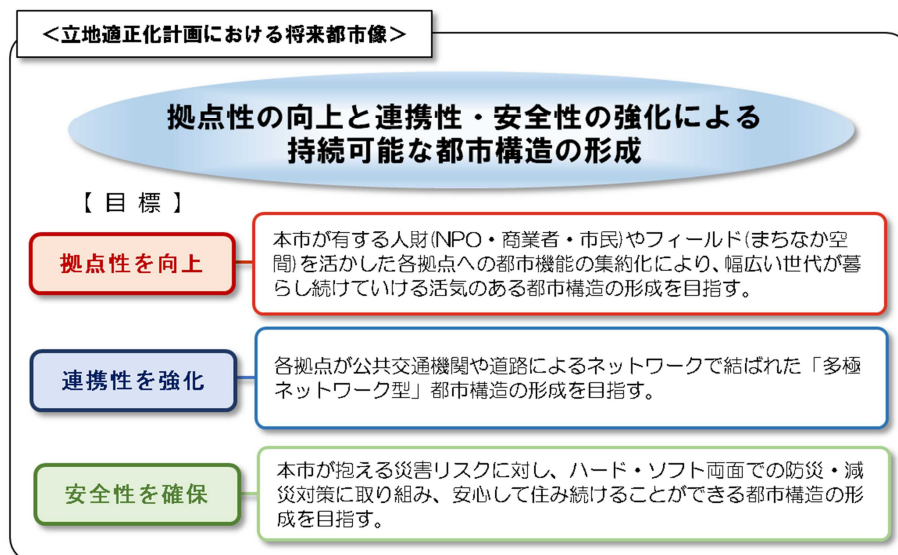 ＜立地適正化計画における将来都市像＞
拠点性の向上と連携性・安全性の強化による
持続可能な都市構造の形成
【 目 標 】
拠点性を向上
本市が有する人財(NPO・商業者・市民)やフィールド(まちなか空
間)を活かした各拠点への都市機能の集約化により、幅広い世代が暮
らし続けていける活気のある都市構造の形成を目指す。
連携性を強化
各拠点が公共交通機関や道路によるネットワークで結ばれた「多極
ネットワーク型」都市構造の形成を目指す。
安全性を確保
本市が抱える災害リスクに対し、ハード・ソフト両面での防災・減
災対策に取り組み、安心して住み続けることができる都市構造の形
成を目指す。